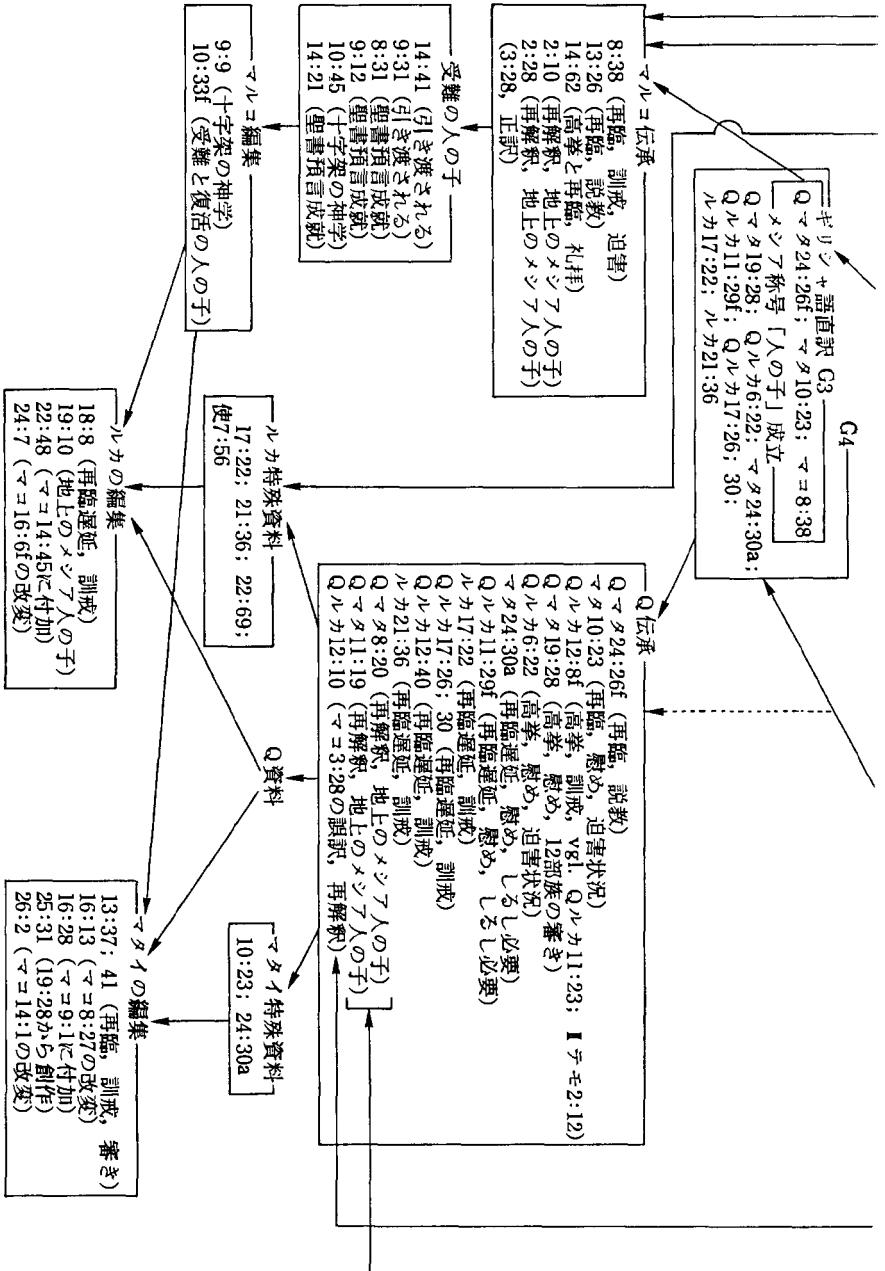 G4
ギリシャ語直訳 G3
Qマタ24:26f; マタ10:23; マコ8:38
メシア称号「人の子」成立
Qマタ19:28; Qルカ6:22; マタ24:30a;
Qルカ11:29f; Qルカ17:26; 30;
ルカ17:22; ルカ21:36
マルコ伝承
8:38 (再臨, 訓戒, 迫害)
13:26 (再臨, 説教)
14:62 (高挙と再臨, 礼拝)
2:10 (再解釈, 地上のメシア人の子)
2:28 (再解釈, 地上のメシア人の子)
(3:28, 正訳)
受難の人の子
14:41 (引き渡される)
9:31 (引き渡される)
8:31 (聖書預言成就)
9:12 (聖書預言成就)
10:45 (十字架の神学)
14:21 (聖書預言成就)
マルコ編集
9:9 (十字架の神学)
10:33f (受難と復活の人の子)
Q伝承
Qマタ24:26f (再臨, 説教)
マタ10:23 (再臨, 慰め, 迫害状況)
Qルカ12:8f (高挙, 訓戒, vgl. Qルカ11:23; Ⅱテモ2:12)
Qマタ19:28 (高挙, 慰め, 12部族の審き)
Qルカ6:22 (高挙, 慰め, 迫害状況)
マタ24:30a (再臨遅延, 慰め, しるし必要)
Qルカ11:29f (再臨遅延, 慰め, しるし必要)
ルカ17:22 (再臨遅延, 訓戒)
Qルカ17:26; 30 (再臨遅延, 訓戒)
Qルカ12:40 (再臨遅延, 訓戒)
ルカ21:36 (再臨遅延, 訓戒)
Qマタ8:20 (再解釈, 地上のメシア人の子)
Qマタ11:19 (再解釈, 地上のメシア人の子)
Qルカ12:10 (マコ3:28の誤訳, 再解釈)
ルカ特殊資料
17:22; 21:36; 22:69;
使7:56
Q資料
マタイ特殊資料
10:23; 24:30a
ルカの編集
18:8 (再臨遅延, 訓戒)
19:10 (地上のメシア人の子)
22:48 (マコ14:45に付加)
24:7 (マコ16:6fの改変)
マタイの編集
13:37; 41 (再臨, 訓戒, 審き)
16:13 (マコ8:27の改変)
16:28 (マコ9:1に付加)
25:31 (19:28から創作)
26:2 (マコ14:1の改変)